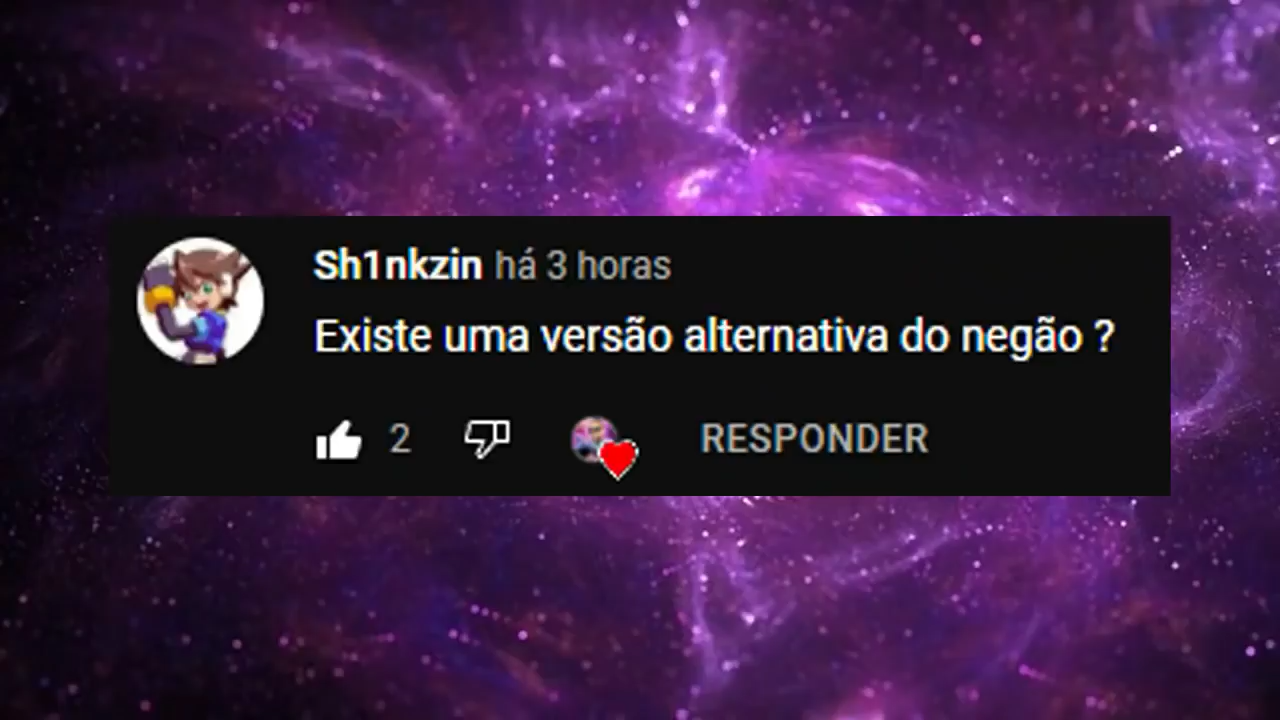 Sh1nkzin há 3 horas
Existe uma versão alternativa do negão ?
2 RESPONDER